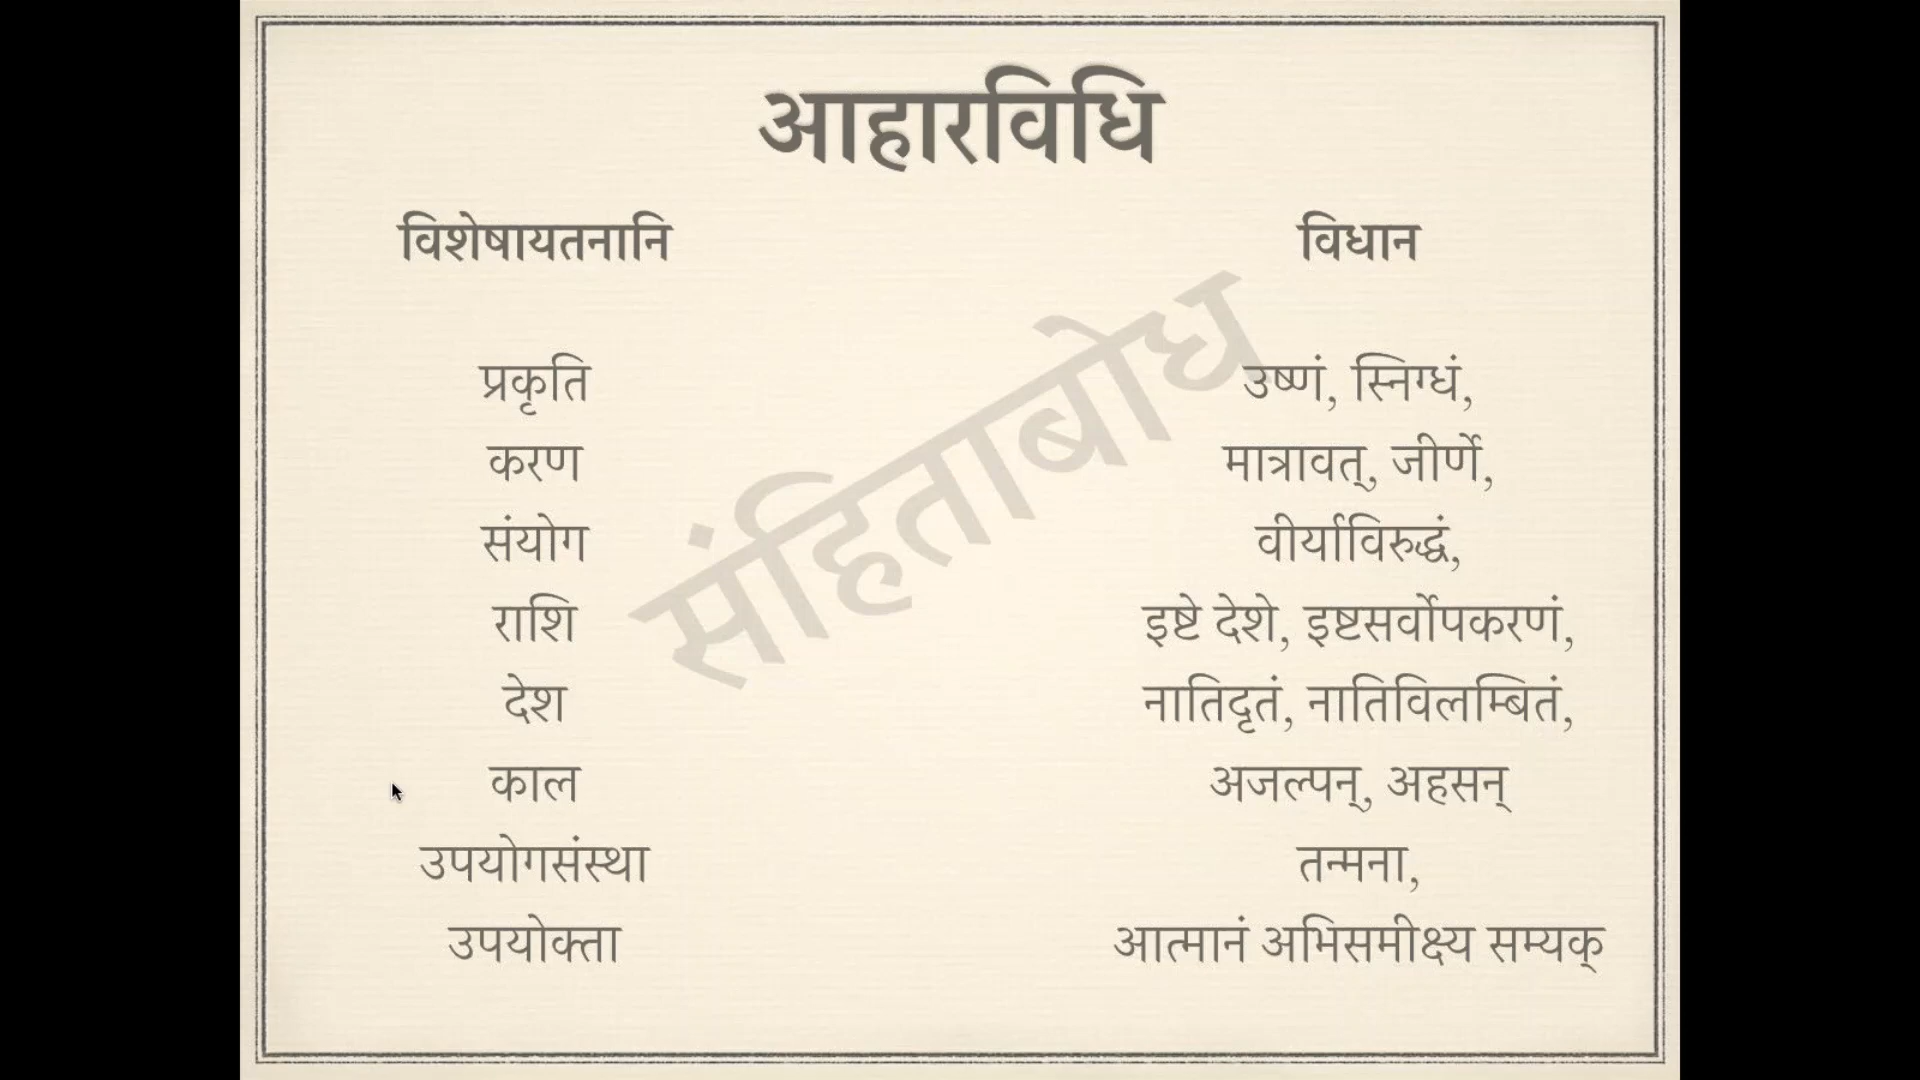 आहारविधि
विशेषायतनानि
प्रकृति
करण
संयोग
राशि
देश
काल
उपयोगसंस्था
उपयोक्ता
विधान
उष्णं, स्निग्धं,
मात्रावत्, जीर्णे,
वीर्याविरुद्धं,
इष्टे देशे, इष्टसर्वोपकरणं,
नातिदृतं, नातिविलम्बितं,
अजल्पन्, अहसन्
तन्मना,
आत्मानं अभिसमीक्ष्य सम्यक्
संहिताबोध